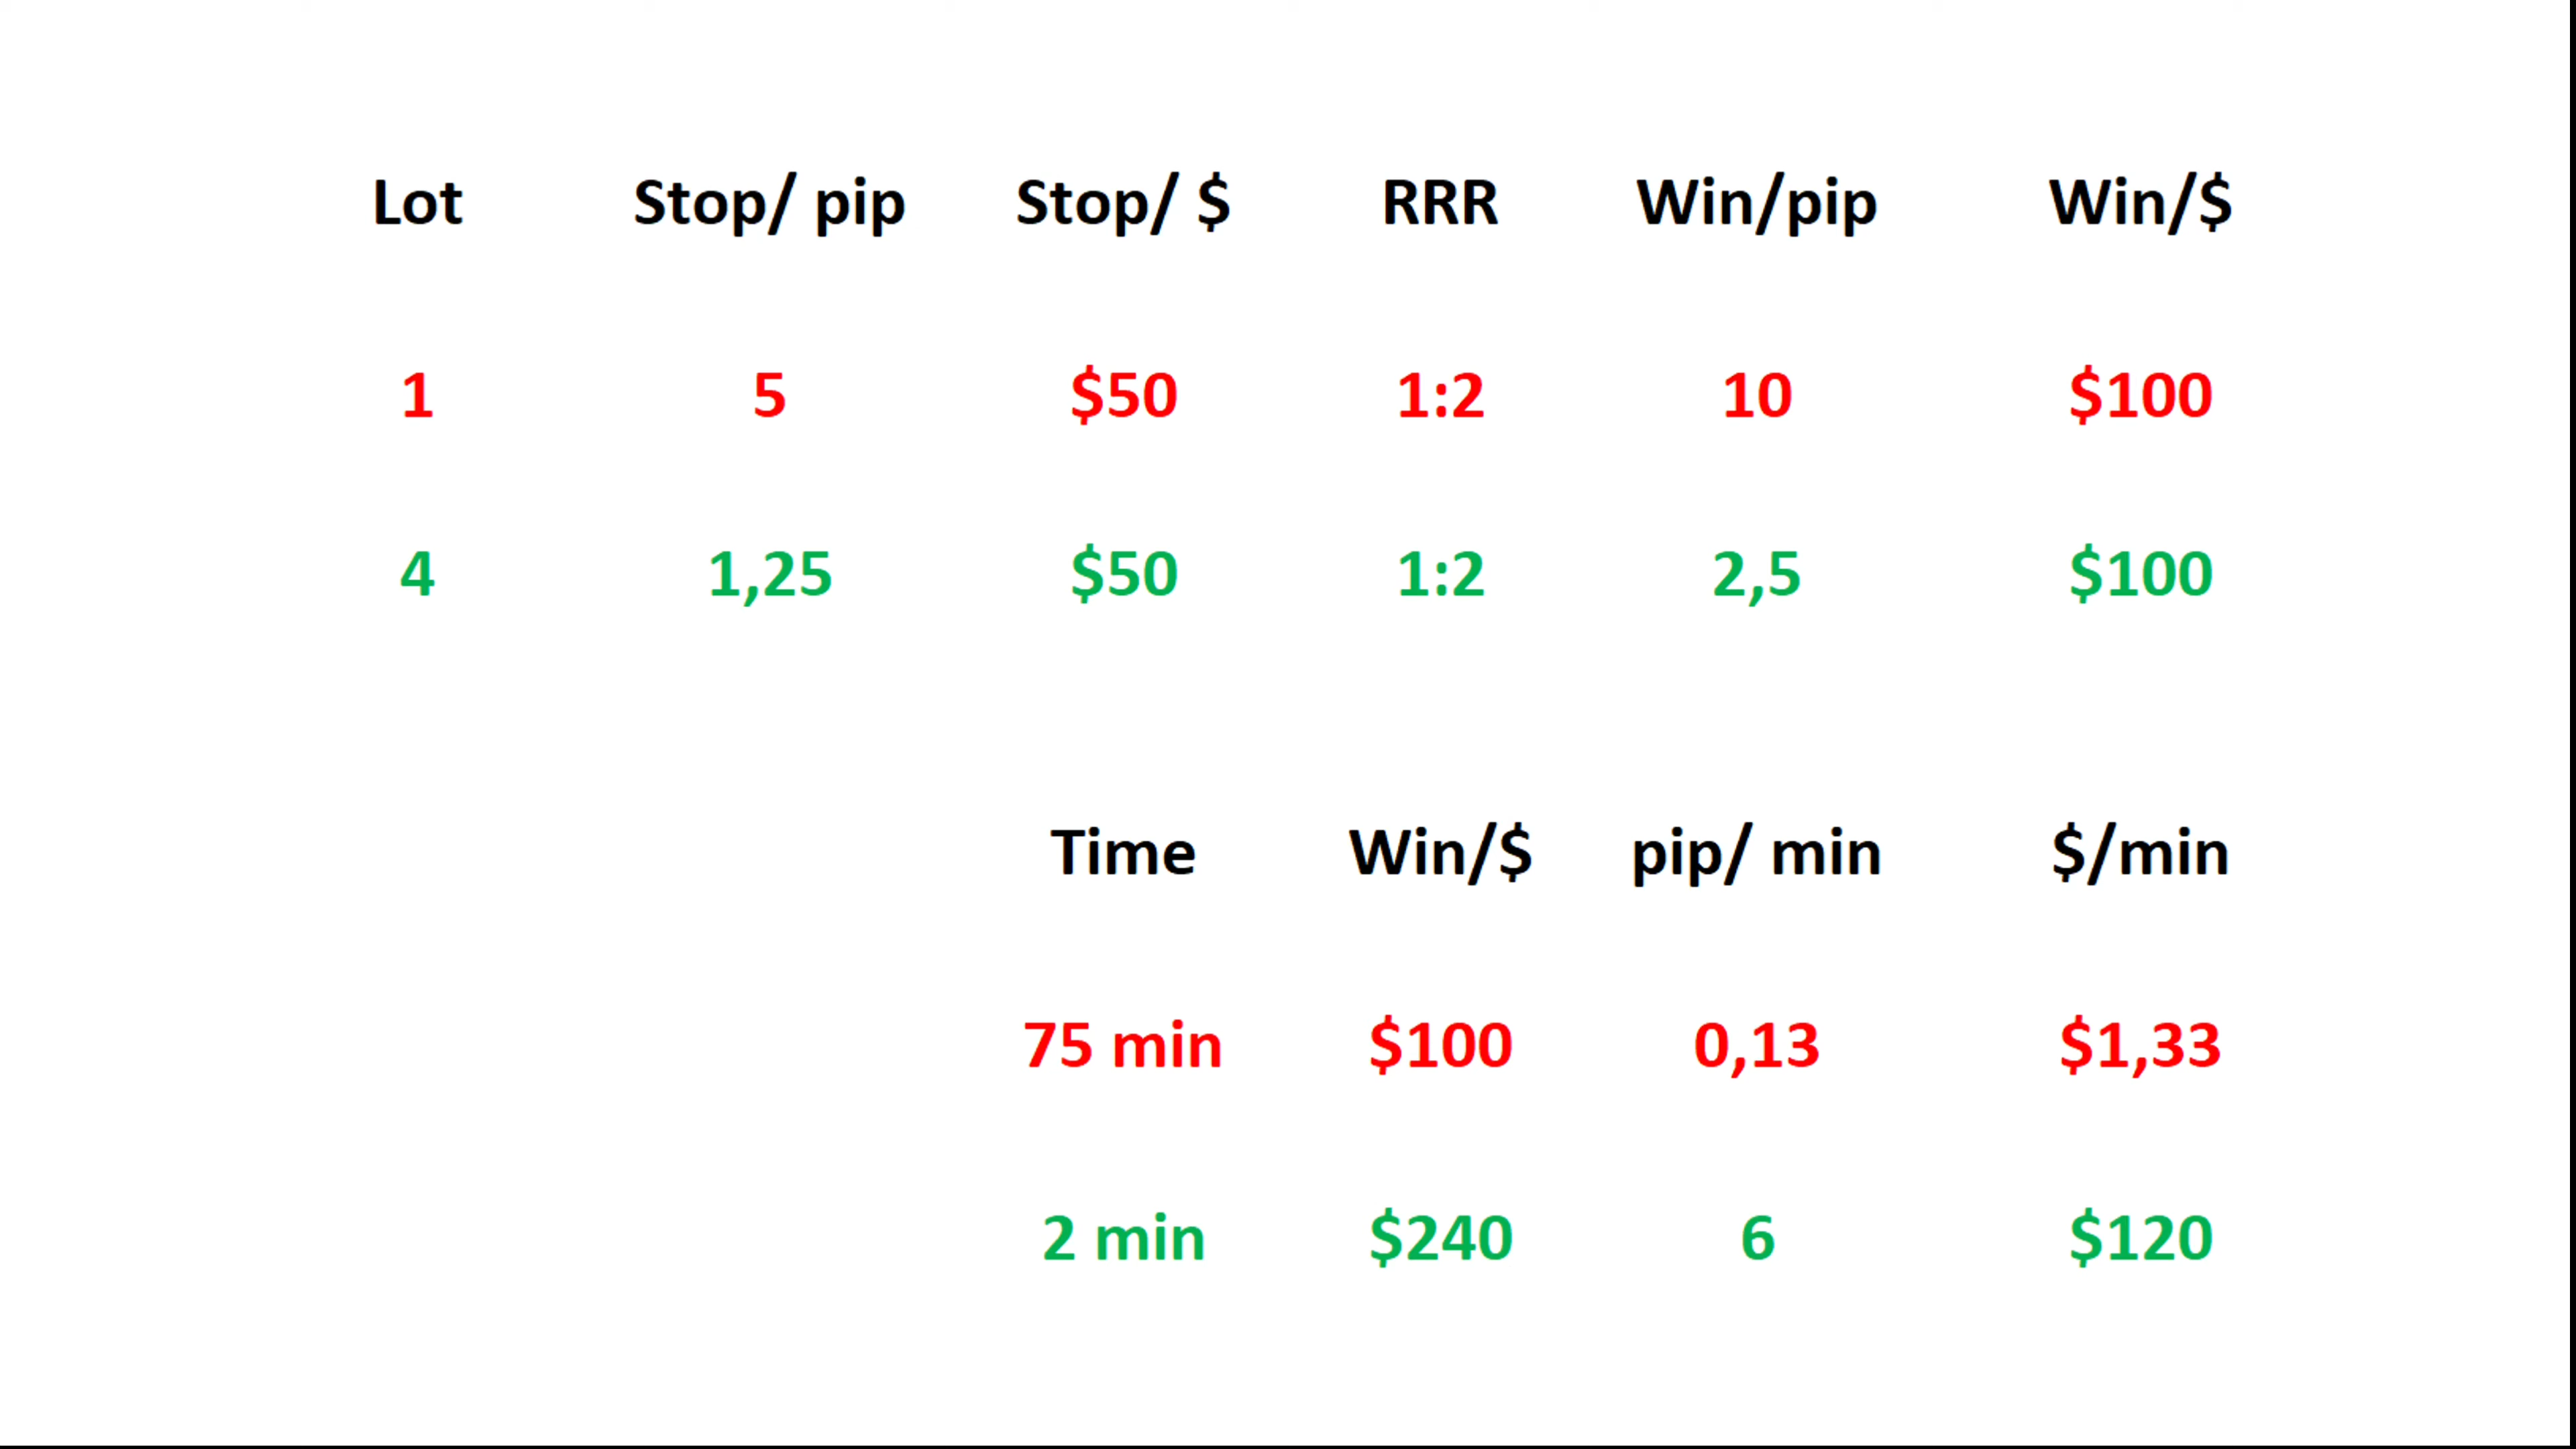 Lot Stop/ pip Stop/ $ RRR Win/pip Win/$
1 5 $50 1:2 10 $100
4 1,25 $50 1:2 2,5 $100
Time Win/$ pip/ min $/min
75 min $100 0,13 $1,33
2 min $240 6 $120